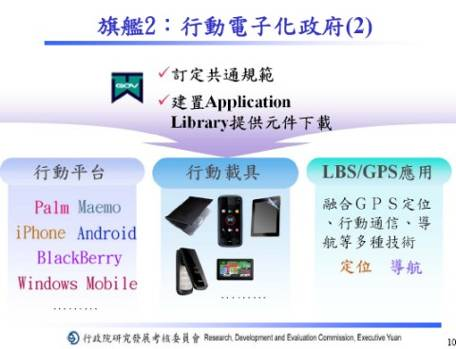 旗艦2：行動電子化政府(2)
GOV
✓訂定共通規範
✓建置Application
Library提供元件下載
行動平台
Palm Maemo
iPhone Android
BlackBerry
Windows Mobile
………
行動載具
………
LBS/GPS應用
融合ＧＰＳ定位
、行動通信、導
航等多種技術
定位 導航
行政院研究發展考核委員會 Research, Development and Evaluation Commission, Executive Yuan
10